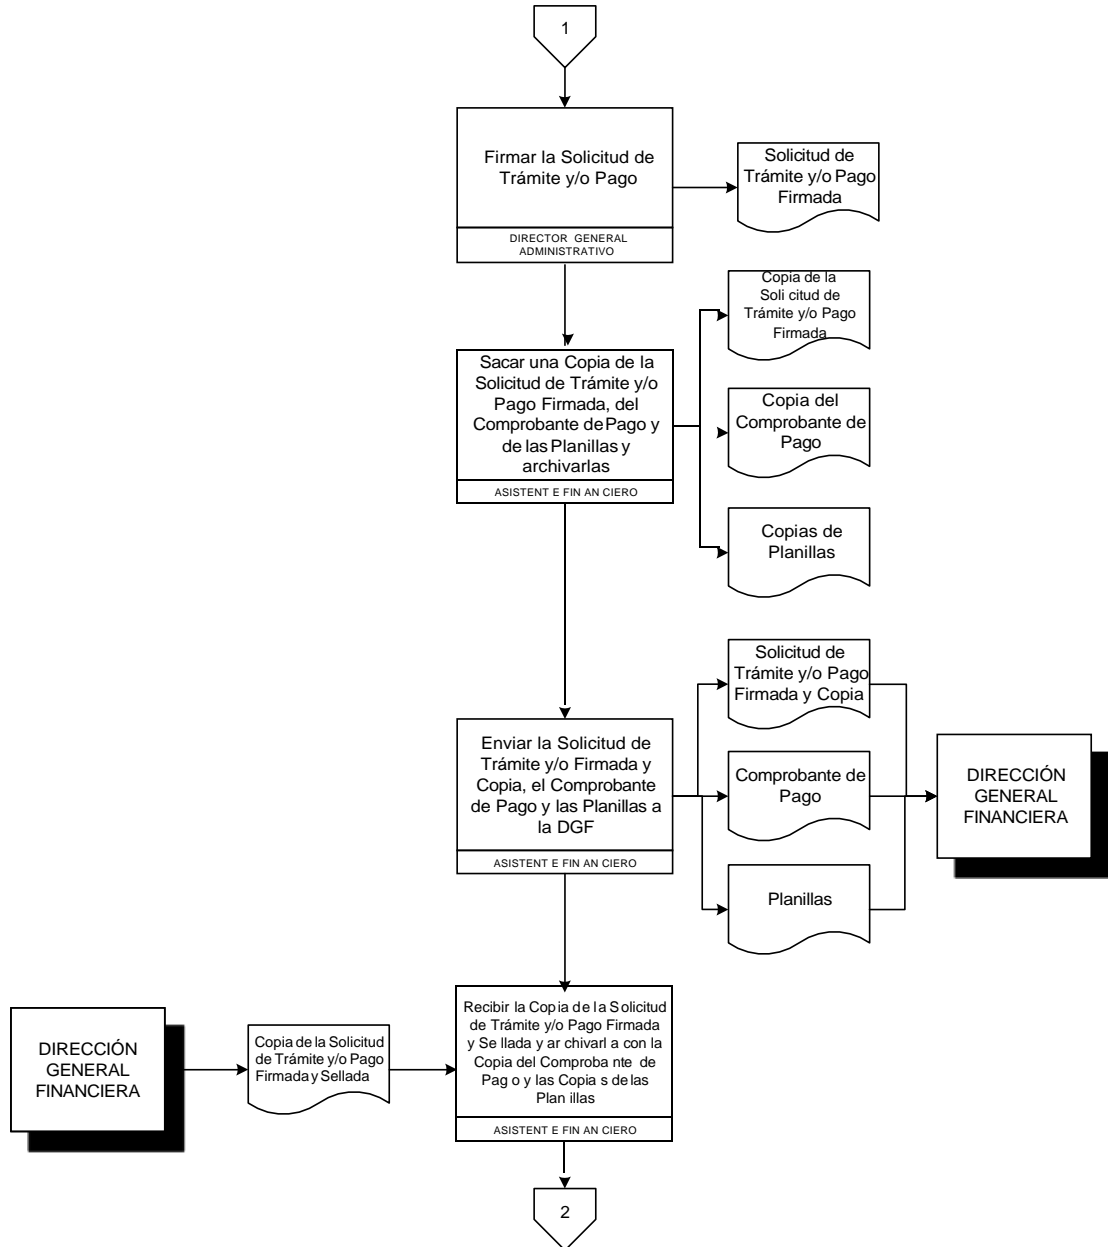 1
Firmar la Solicitud de
Trámite y/o Pago
DIRECTOR GENERAL
ADMINISTRATIVO
Solicitud de
Trámite y/o Pago
Firmada
Sacar una Copia de la
Solicitud de Trámite y/o
Pago Firmada, del
Comprobante de Pago y
de las Planillas y
archivarlas
ASISTENT E FIN AN CIERO
Copia de la
Soli citud de
Trámite y/o Pago
Firmada
Copia del
Comprobante de
Pago
Copias de
Planillas
Enviar la Solicitud de
Trámite y/o Firmada y
Copia, el Comprobante
de Pago y las Planillas a
la DGF
ASISTENT E FIN AN CIERO
Solicitud de
Trámite y/o Pago
Firmada y Copia
Comprobante de
Pago
Planillas
DIRECCIÓN
GENERAL
FINANCIERA
DIRECCIÓN
GENERAL
FINANCIERA
Copia de la Solicitud
de Trámite y/o Pago
Firmada y Sellada
Recibir la Copia de la Solicitud
de Trámite y/o Pago Firmada
y Se llada y ar chivarl a con la
Copia del Comproba nte de
Pag o y las Copia s de las
Plan illas
ASISTENT E FIN AN CIERO
2